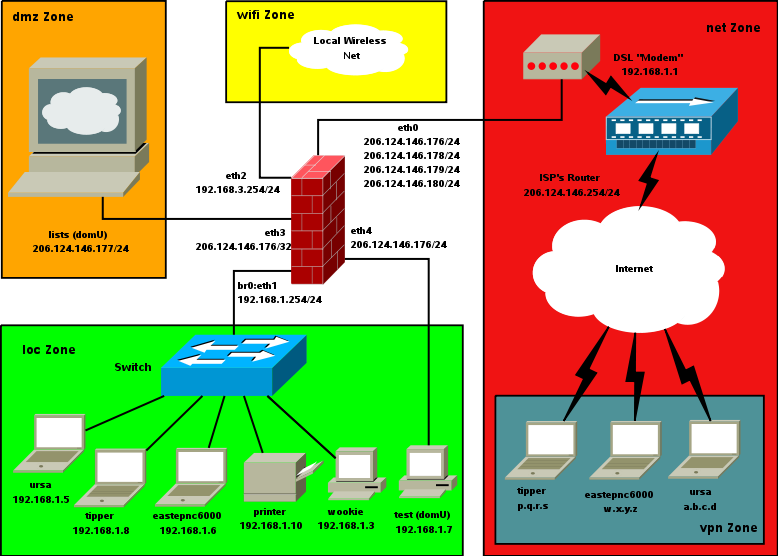 dmz Zone
wifi Zone
net Zone
Local Wireless
Net
DSL "Modem"
192.168.1.1
eth0
206.124.146.176/24
206.124.146.178/24
206.124.146.179/24
206.124.146.180/24
eth2
192.168.3.254/24
ISP's Router
206.124.146.254/24
lists (domU)
206.124.146.177/24
eth3
206.124.146.176/32
eth4
206.124.146.176/24
Internet
br0:eth1
192.168.1.254/24
loc Zone
Switch
ursa
192.168.1.5
tipper
192.168.1.8
eastepnc6000
192.168.1.6
printer
192.168.1.10
wookie
192.168.1.3
test (domU)
192.168.1.7
tipper
p.q.r.s
eastepnc6000
w.x.y.z
ursa
a.b.c.d
vpn Zone